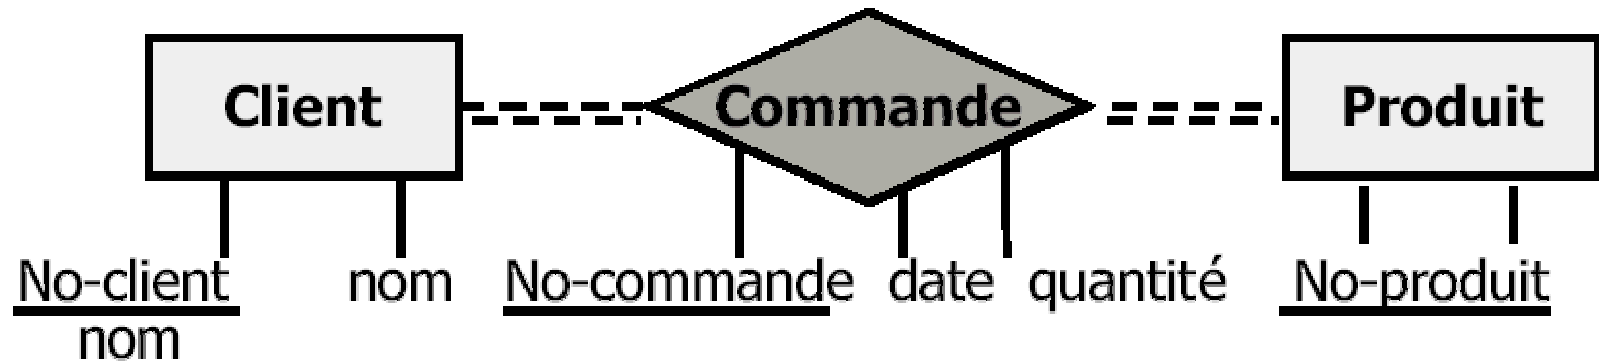 Client Commande Produit
No-client nom No-commande date quantité No-produit
nom